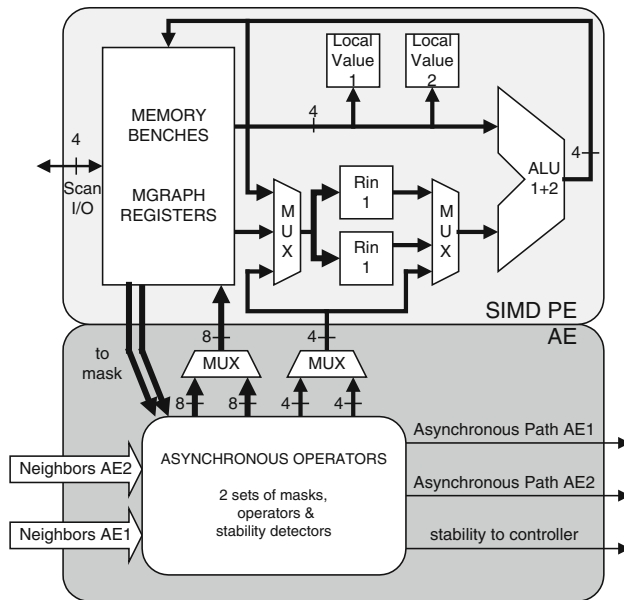 Local
Value
1
Local
Value
2
MEMORY
BENCHES
MGRAPH
REGISTERS
4
Scan
I/O
4
M
U
X
Rin
1
Rin
1
M
U
X
ALU
1+2
4
SIMD PE
AE
to
mask
8
4
MUX
MUX
8
8
4
4
Neighbors AE2
Neighbors AE1
ASYNCHRONOUS OPERATORS
2 sets of masks,
operators &
stability detectors
Asynchronous Path AE1
Asynchronous Path AE2
stability to controller